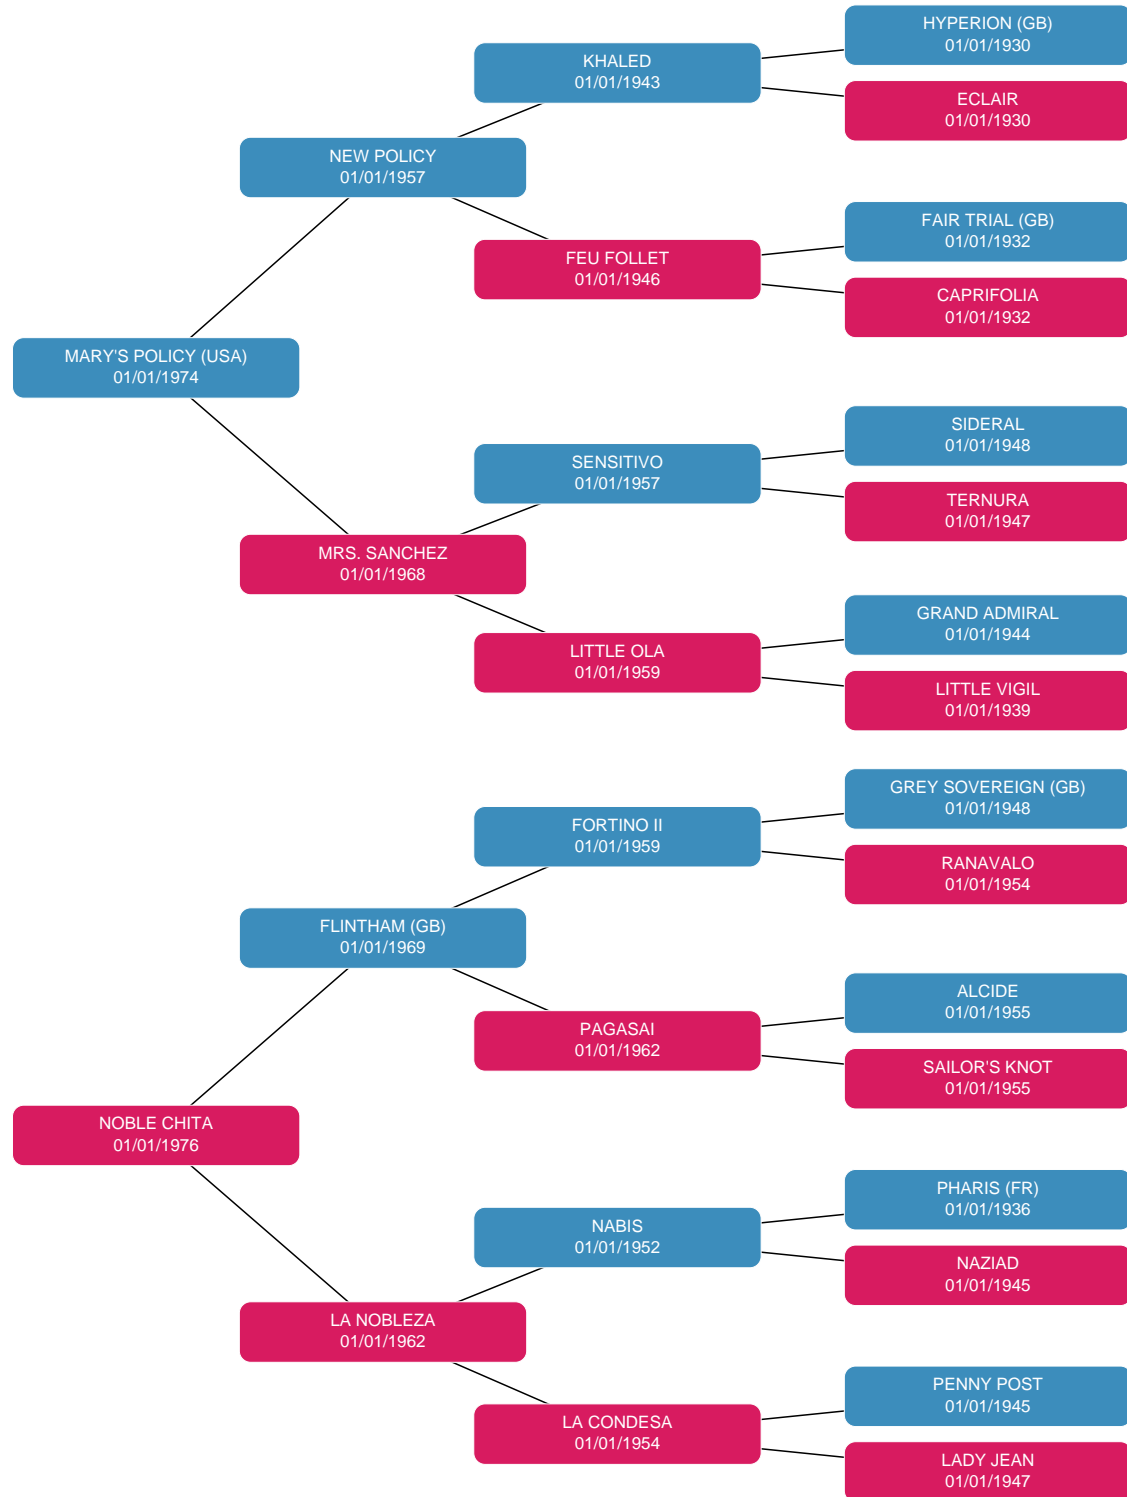 HYPERION (GB)
01/01/1930
KHALED
01/01/1943
ECLAIR
01/01/1930
NEW POLICY
01/01/1957
FAIR TRIAL (GB)
01/01/1932
FEU FOLLET
01/01/1946
CAPRIFOLIA
01/01/1932
MARY'S POLICY (USA)
01/01/1974
SIDERAL
01/01/1948
SENSITIVO
01/01/1957
TERNURA
01/01/1947
MRS. SANCHEZ
01/01/1968
GRAND ADMIRAL
01/01/1944
LITTLE OLA
01/01/1959
LITTLE VIGIL
01/01/1939
GREY SOVEREIGN (GB)
01/01/1948
FORTINO II
01/01/1959
RANAVALO
01/01/1954
FLINTHAM (GB)
01/01/1969
ALCIDE
01/01/1955
PAGASAI
01/01/1962
SAILOR'S KNOT
01/01/1955
NOBLE CHITA
01/01/1976
PHARIS (FR)
01/01/1936
NABIS
01/01/1952
NAZIAD
01/01/1945
LA NOBLEZA
01/01/1962
PENNY POST
01/01/1945
LA CONDESA
01/01/1954
LADY JEAN
01/01/1947